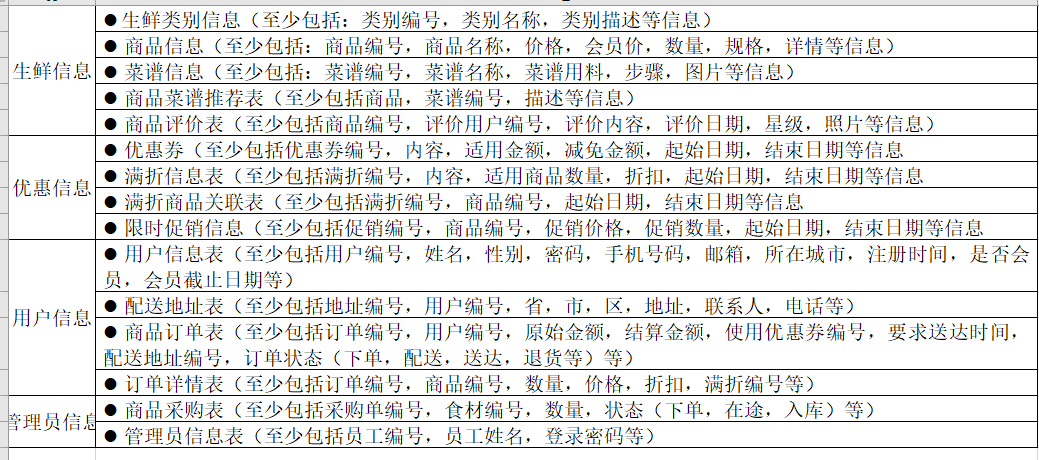 生鲜信息
● 生鲜类别信息（至少包括：类别编号，类别名称，类别描述等信息）
● 商品信息（至少包括：商品编号，商品名称，价格，会员价，数量，规格，详情等信息）
● 菜谱信息（至少包括：菜谱编号，菜谱名称，菜谱用料，步骤，图片等信息）
● 商品菜谱推荐表（至少包括商品，菜谱编号，描述等信息）
● 商品评价表（至少包括商品编号，评价用户编号，评价内容，评价日期，星级，照片等信息）
优惠信息
● 优惠券（至少包括优惠券编号，内容，适用金额，减免金额，起始日期，结束日期等信息
● 满折信息表（至少包括满折编号，内容，适用商品数量，折扣，起始日期，结束日期等信息
● 满折商品关联表（至少包括满折编号，商品编号，起始日期，结束日期等信息
● 限时促销信息（至少包括促销编号，商品编号，促销价格，促销数量，起始日期，结束日期等信息
用户信息
● 用户信息表（至少包括用户编号，姓名，性别，密码，手机号码，邮箱，所在城市，注册时间，是否会
员，会员截止日期等）
● 配送地址表（至少包括地址编号，用户编号，省，市，区，地址，联系人，电话等）
● 商品订单表（至少包括订单编号，用户编号，原始金额，结算金额，使用优惠券编号，要求送达时间，
配送地址编号，订单状态（下单，配送，送达，退货等）等）
● 订单详情表（至少包括订单编号，商品编号，数量，价格，折扣，满折编号等）
管理员信息
● 商品采购表（至少包括采购单编号，食材编号，数量，状态（下单，在途，入库）等）
● 管理员信息表（至少包括员工编号，员工姓名，登录密码等）